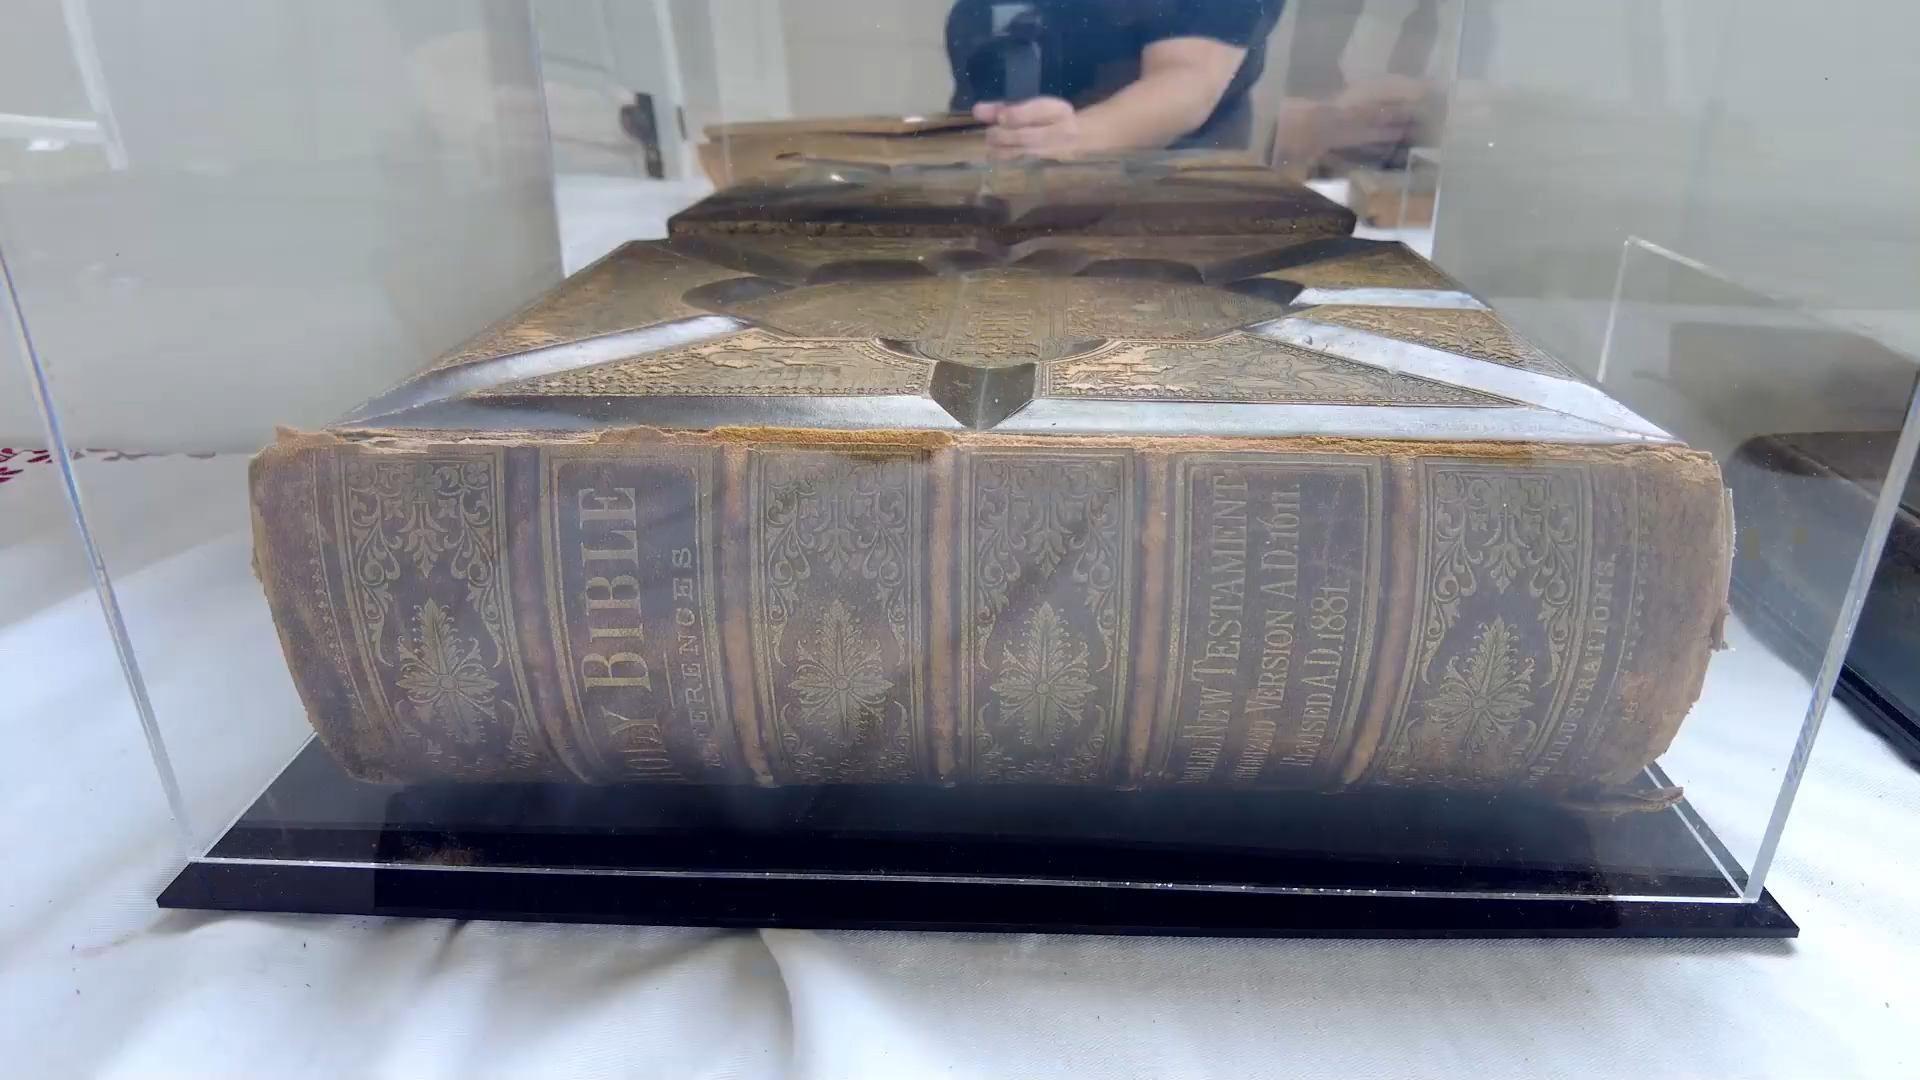 HOLY BIBLE
REFERENCES
NEW TESTAMENT
VERSION A.D. 1611.
REVISED A.D. 1881.
ILLUSTRATIONS.